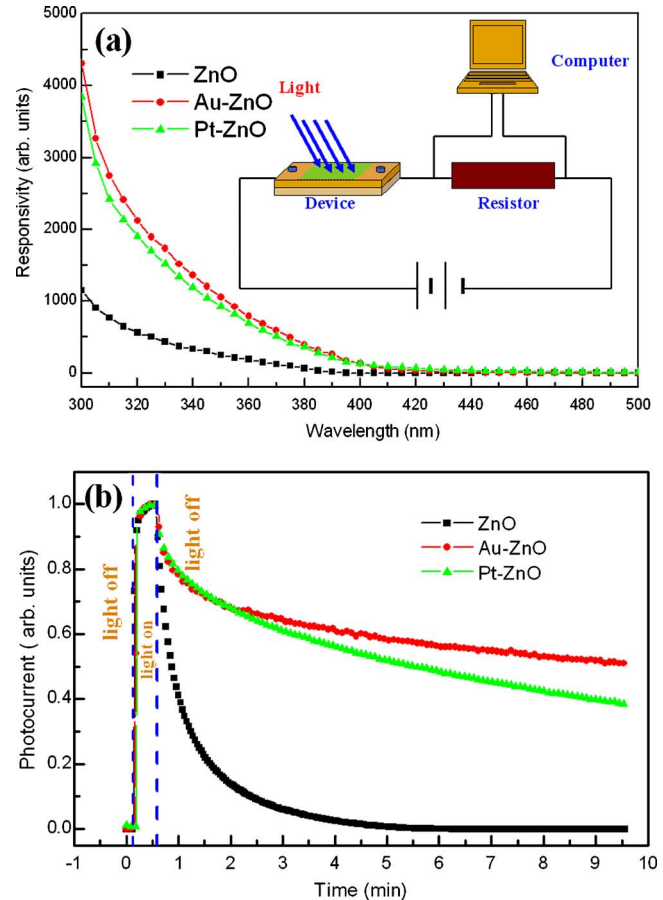 (a)
5000
4000
3000
2000
1000
0
Responsivity (arb. units)
ZnO
Au-ZnO
Pt-ZnO
Light
Device
Computer
Resistor
300 320 340 360 380 400 420 440 460 480 500
Wavelength (nm)
(b)
1.0
0.8
0.6
0.4
0.2
0.0
Photocurrent ( arb. units)
light off
light on
light off
ZnO
Au-ZnO
Pt-ZnO
-1 0 1 2 3 4 5 6 7 8 9 10
Time (min)